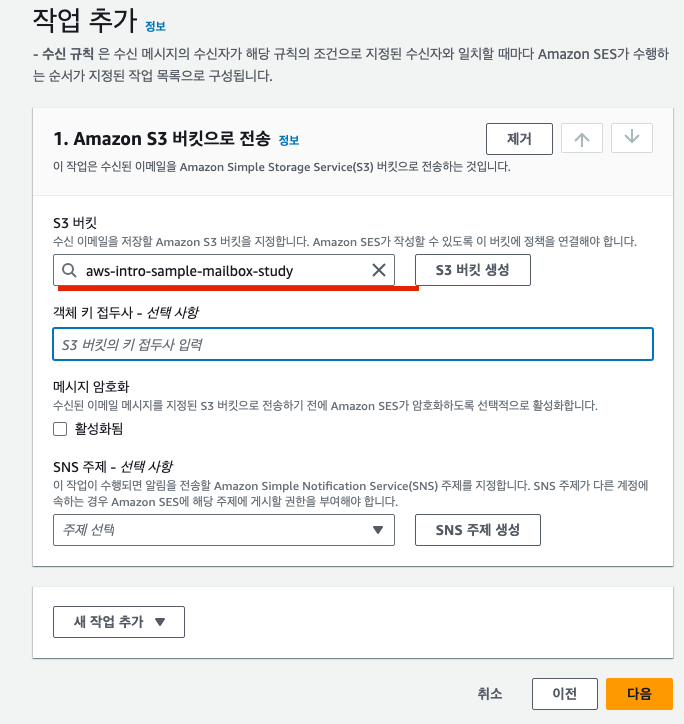 작업 추가 정보
- 수신 규칙 은 수신 메시지의 수신자가 해당 규칙의 조건으로 지정된 수신자와 일치할 때마다 Amazon SES가 수행하
는 순서가 지정된 작업 목록으로 구성됩니다.
1. Amazon S3 버킷으로 전송 정보
제거
이 작업은 수신된 이메일을 Amazon Simple Storage Service(S3) 버킷으로 전송하는 것입니다.
S3 버킷
수신 이메일을 저장할 Amazon S3 버킷을 지정합니다. Amazon SES가 작성할 수 있도록 이 버킷에 정책을 연결해야 합니다.
aws-intro-sample-mailbox-study
S3 버킷 생성
객체 키 접두사 - 선택 사항
S3 버킷의 키 접두사 입력
메시지 암호화
수신된 이메일 메시지를 지정된 S3 버킷으로 전송하기 전에 Amazon SES가 암호화하도록 선택적으로 활성화합니다.
활성화됨
SNS 주제 - 선택 사항
이 작업이 수행되면 알림을 전송할 Amazon Simple Notification Service(SNS) 주제를 지정합니다. SNS 주제가 다른 계정에
속하는 경우 Amazon SES에 해당 주제에 게시할 권한을 부여해야 합니다.
주제 선택
SNS 주제 생성
새 작업 추가
취소
이전
다음